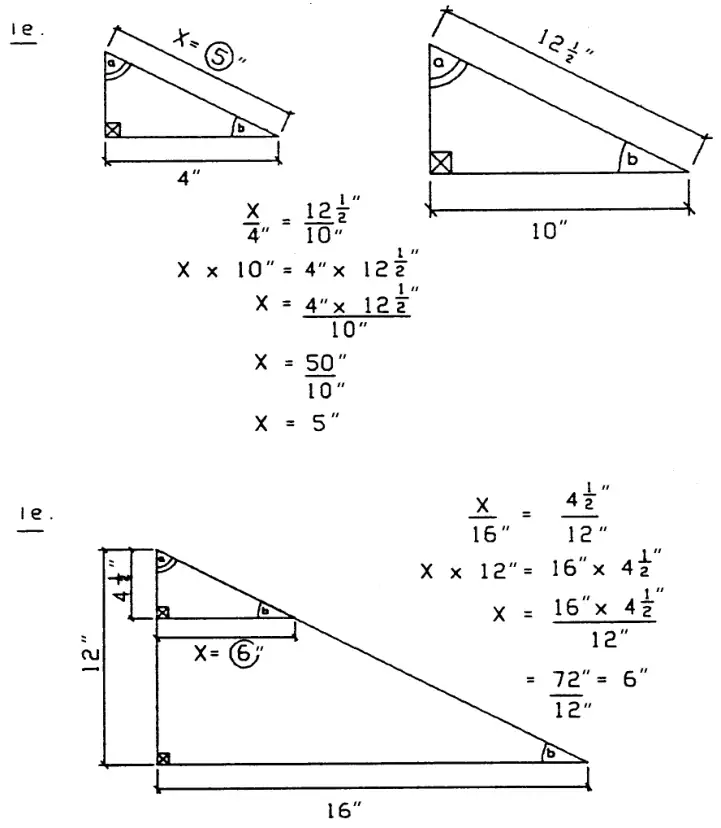 1e.
X= 5"
12 1/2"
a
a
b
b
4"
10"
X/4" = 12 1/2"/10"
X x 10" = 4" x 12 1/2"
X = 4" x 12 1/2"/10"
X = 50"/10"
X = 5"
1e.
X/16" = 4 1/2"/12"
X x 12" = 16" x 4 1/2"
X = 16" x 4 1/2"/12"
= 72"/12" = 6"
a
4 1/2"
b
12"
X= 6"
b
16"